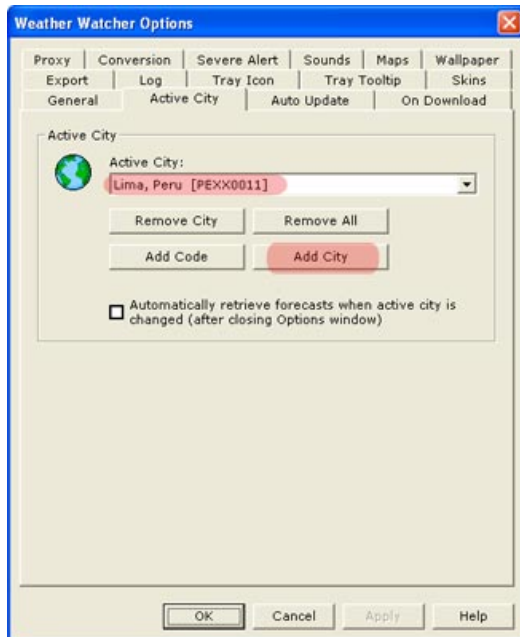 Weather Watcher Options
Proxy Conversion Severe Alert Sounds Maps Wallpaper
Export Log Tray Icon Tray Tooltip Skins
General Active City Auto Update On Download
Active City
Active City:
Lima, Peru [PEXX0011]
Remove City Remove All
Add Code Add City
Automatically retrieve forecasts when active city is
changed (after closing Options window)
OK Cancel Apply Help